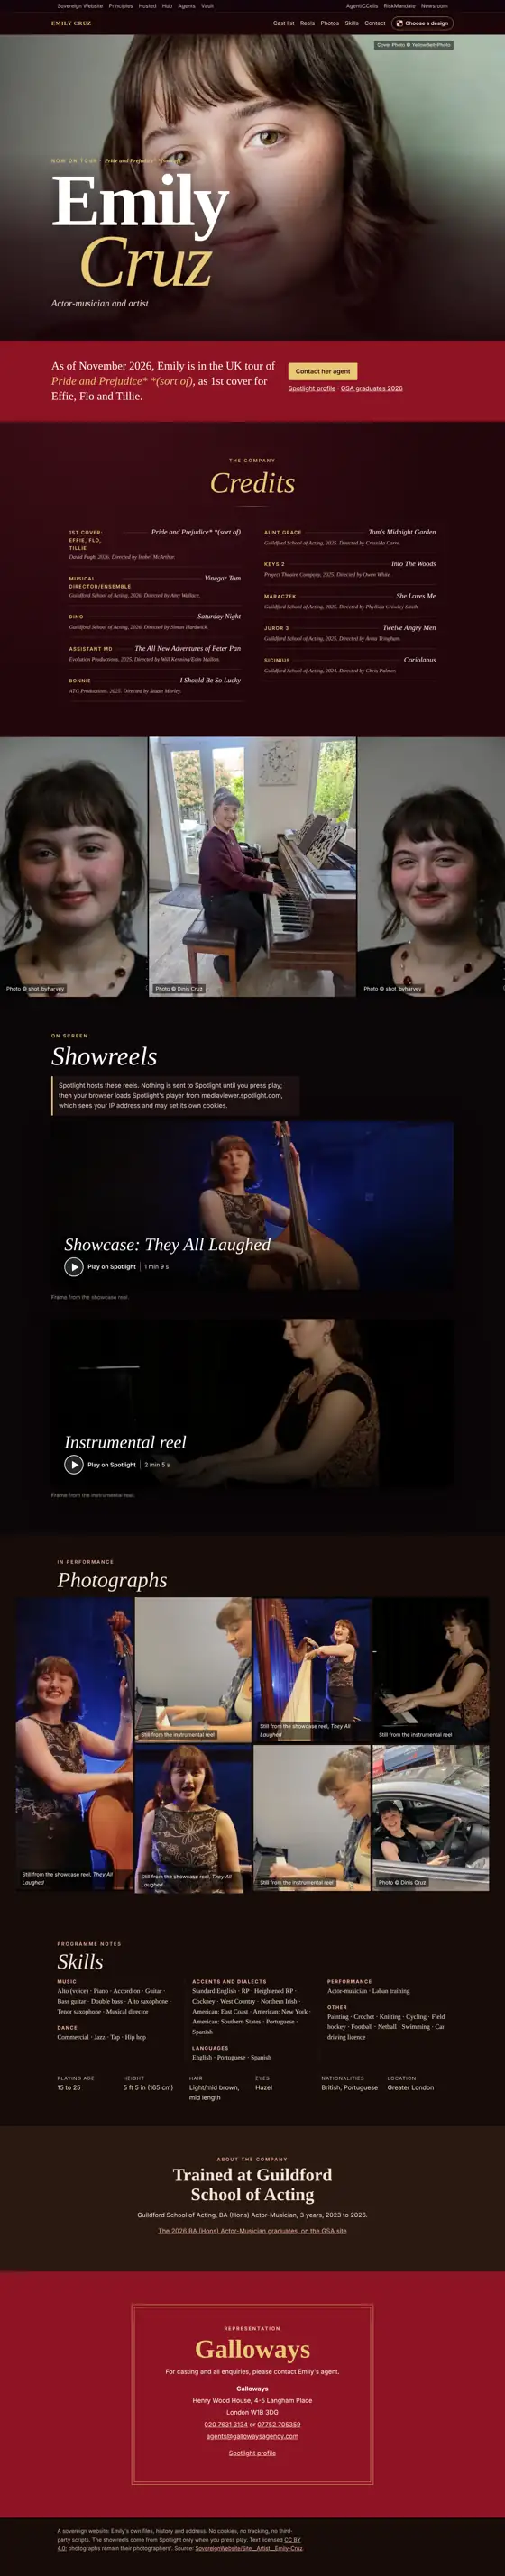 Sovereign Website Principles Hosted Hub Agents Vault
AgentICCells RiskMandate Newsroom
EMILY CRUZ
Cast list Reels Photos Skills Contact Choose a design
Cover Photo © YellowBellyPhoto
NOW ON TOUR · Pride and Prejudice* *(sort of)
Emily
Cruz
Actor-musician and artist
As of November 2026, Emily is in the UK tour of
Pride and Prejudice* *(sort of), as 1st cover for
Effie, Flo and Tillie.
Contact her agent
Spotlight profile · GSA graduates 2026
THE COMPANY
Credits
1ST COVER: EFFIE, FLO, TILLIE
Pride and Prejudice* *(sort of)
David Pugh, 2026. Directed by Isobel McArthur.
MUSICAL DIRECTOR/ENSEMBLE
Vinegar Tom
Guildford School of Acting, 2026. Directed by Amy Wallace.
DINO
Saturday Night
Guildford School of Acting, 2026. Directed by Simon Hardwick.
ASSISTANT MD
The All New Adventures of Peter Pan
Evolution Productions, 2025. Directed by Will Kenning/Eoin Mallon.
BONNIE
I Should Be So Lucky
ATG Productions, 2025. Directed by Stuart Morley.
AUNT GRACE
Tom's Midnight Garden
Guildford School of Acting, 2025. Directed by Cressida Carré.
KEYS 2
Into The Woods
Project Theatre Company, 2025. Directed by Owen White.
MARACZEK
She Loves Me
Guildford School of Acting, 2025. Directed by Phyllida Crowley Smith.
JUROR 3
Twelve Angry Men
Guildford School of Acting, 2025. Directed by Anna Tringham.
SICINIUS
Coriolanus
Guildford School of Acting, 2024. Directed by Chris Palmer.
Photo © shot_byharvey
Photo © Dinis Cruz
Photo © shot_byharvey
ON SCREEN
Showreels
Spotlight hosts these reels. Nothing is sent to Spotlight until you press play;
then your browser loads Spotlight's player from mediaviewer.spotlight.com,
which sees your IP address and may set its own cookies.
Showcase: They All Laughed
Play on Spotlight | 1 min 9 s
Frame from the showcase reel.
Instrumental reel
Play on Spotlight | 2 min 5 s
Frame from the instrumental reel.
IN PERFORMANCE
Photographs
Still from the showcase reel, They All
Laughed
Still from the instrumental reel
Still from the showcase reel, They All
Laughed
Still from the instrumental reel
Still from the showcase reel, They All
Laughed
Still from the instrumental reel
Photo © Dinis Cruz
PROGRAMME NOTES
Skills
MUSIC
Alto (voice) · Piano · Accordion · Guitar ·
Bass guitar · Double bass · Alto saxophone ·
Tenor saxophone · Musical director
DANCE
Commercial · Jazz · Tap · Hip hop
ACCENTS AND DIALECTS
Standard English · RP · Heightened RP ·
Cockney · West Country · Northern Irish ·
American: East Coast · American: New York ·
American: Southern States · Portuguese ·
Spanish
LANGUAGES
English · Portuguese · Spanish
PERFORMANCE
Actor-musician · Laban training
OTHER
Painting · Crochet · Knitting · Cycling · Field
hockey · Football · Netball · Swimming · Car
driving licence
PLAYING AGE
15 to 25
HEIGHT
5 ft 5 in (165 cm)
HAIR
Light/mid brown,
mid length
EYES
Hazel
NATIONALITIES
British, Portuguese
LOCATION
Greater London
ABOUT THE COMPANY
Trained at Guildford
School of Acting
Guildford School of Acting, BA (Hons) Actor-Musician, 3 years, 2023 to 2026.
The 2026 BA (Hons) Actor-Musician graduates, on the GSA site
REPRESENTATION
Galloways
For casting and all enquiries, please contact Emily's agent.
Galloways
Henry Wood House, 4-5 Langham Place
London W1B 3DG
020 7631 3134 or 07752 705359
agents@gallowaysagency.com
Spotlight profile
A sovereign website: Emily's own files, history and address. No cookies, no tracking, no third-
party scripts. The showreels come from Spotlight only when you press play. Text licensed CC BY
4.0; photographs remain their photographers'. Source: SovereignWebsite/Site__Artist__Emily-Cruz.